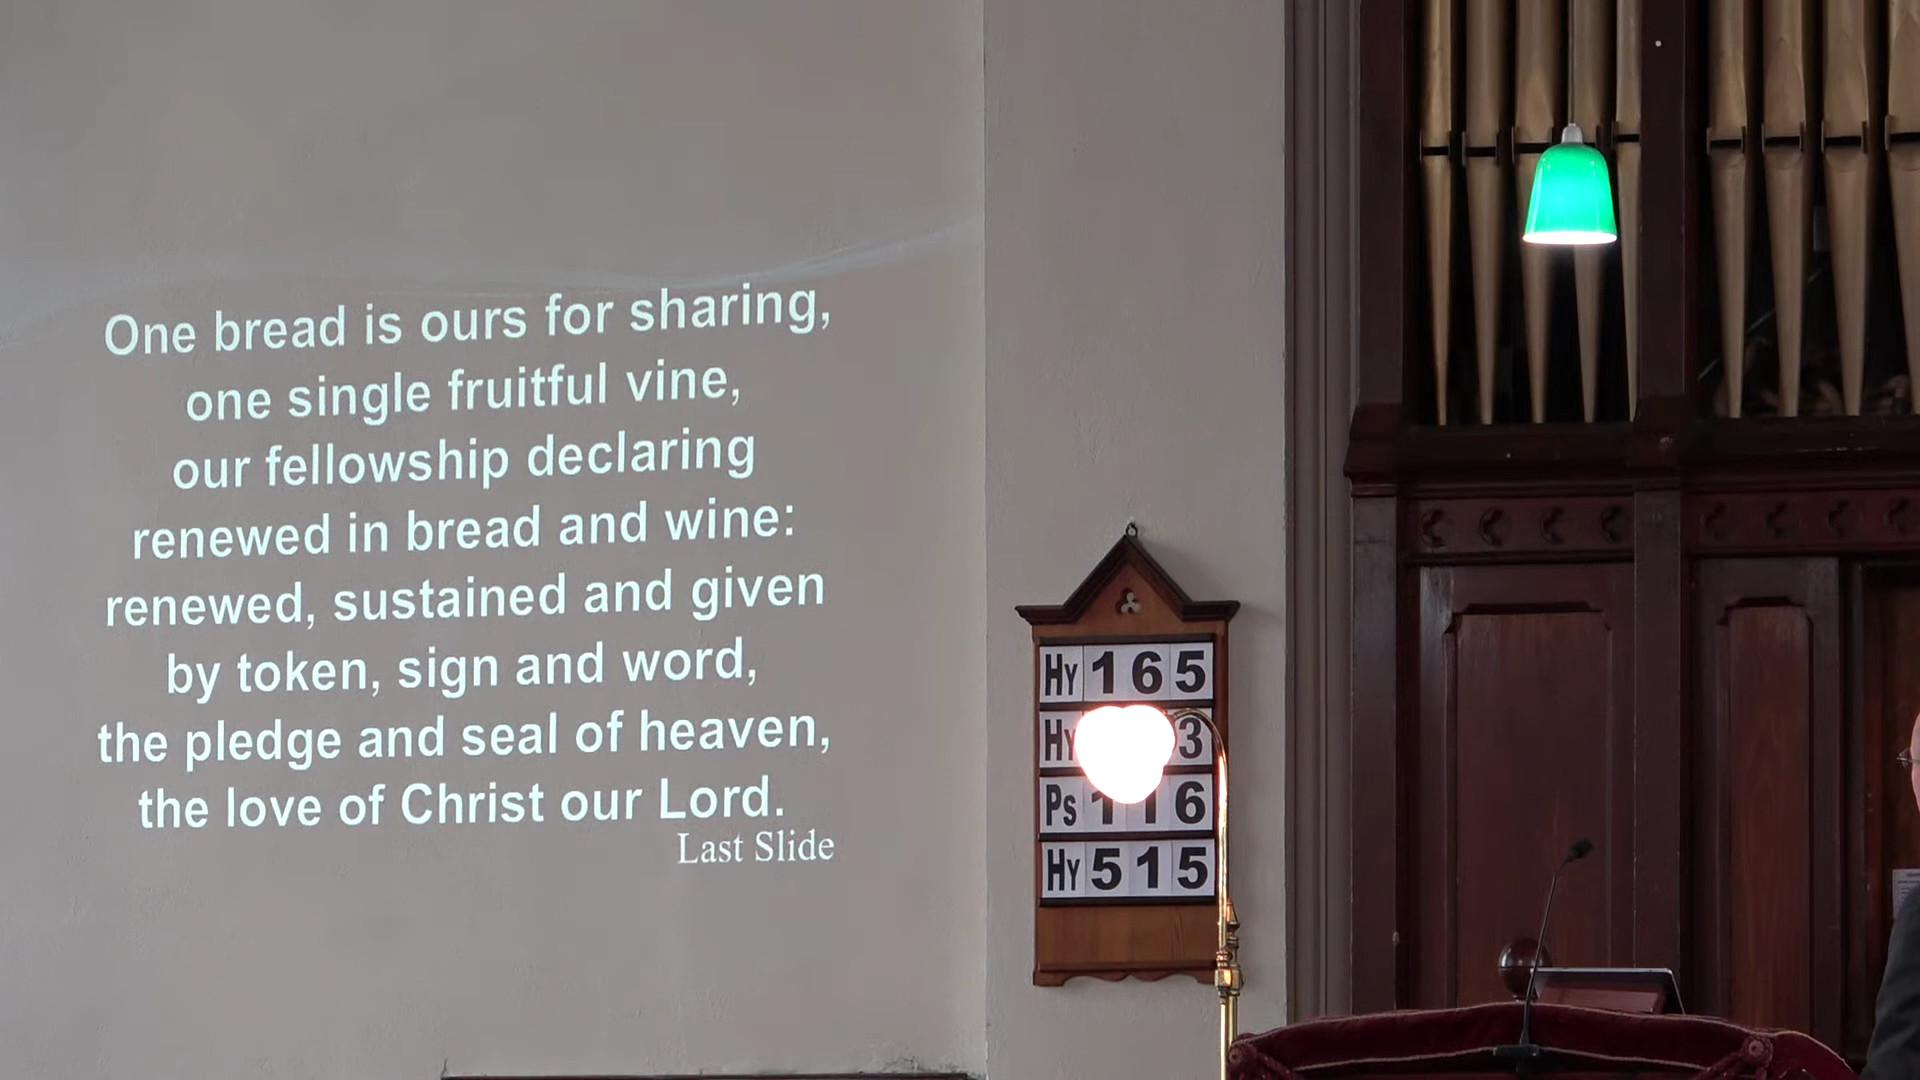 One bread is ours for sharing,
one single fruitful vine,
our fellowship declaring
renewed in bread and wine:
renewed, sustained and given
by token, sign and word,
the pledge and seal of heaven,
the love of Christ our Lord.
Last Slide
Hy 165
Hy 3
Ps 116
Hy 515